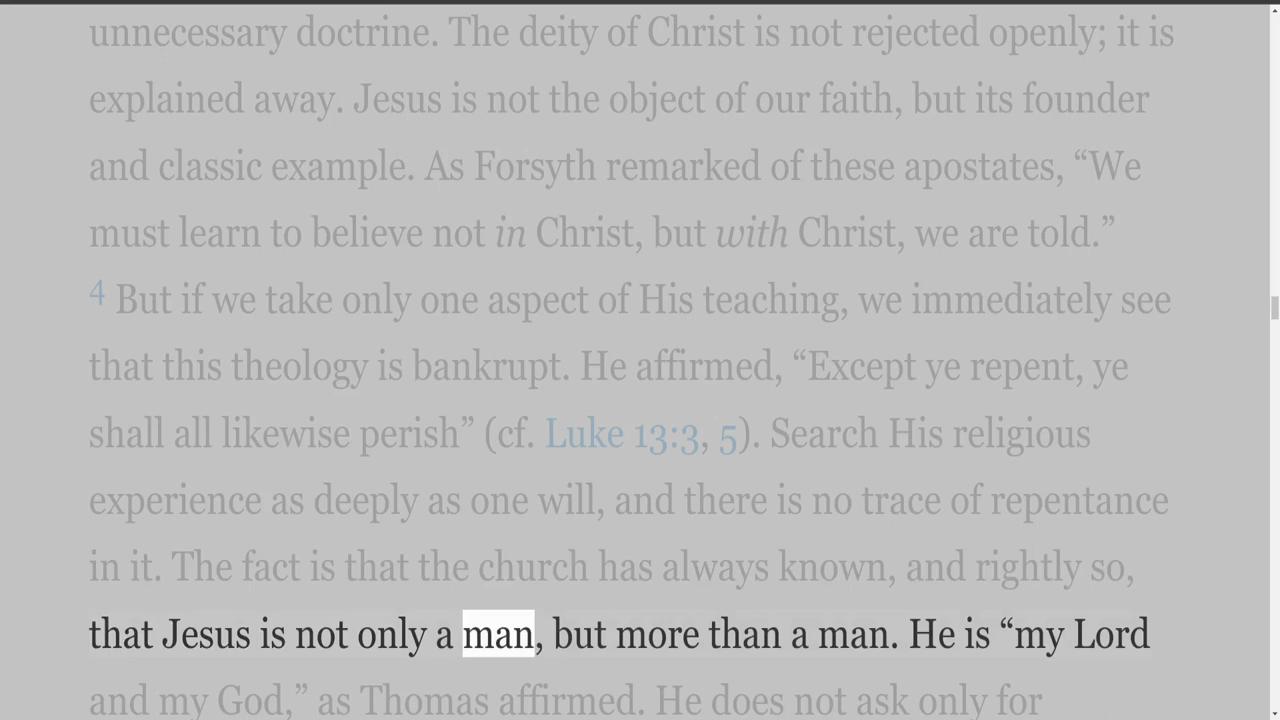 unnecessary doctrine. The deity of Christ is not rejected openly; it is
explained away. Jesus is not the object of our faith, but its founder
and classic example. As Forsyth remarked of these apostates, “We
must learn to believe not in Christ, but with Christ, we are told.”
4 But if we take only one aspect of His teaching, we immediately see
that this theology is bankrupt. He affirmed, “Except ye repent, ye
shall all likewise perish” (cf. Luke 13:3, 5). Search His religious
experience as deeply as one will, and there is no trace of repentance
in it. The fact is that the church has always known, and rightly so,
that Jesus is not only a man, but more than a man. He is “my Lord
and my God,” as Thomas affirmed. He does not ask only for